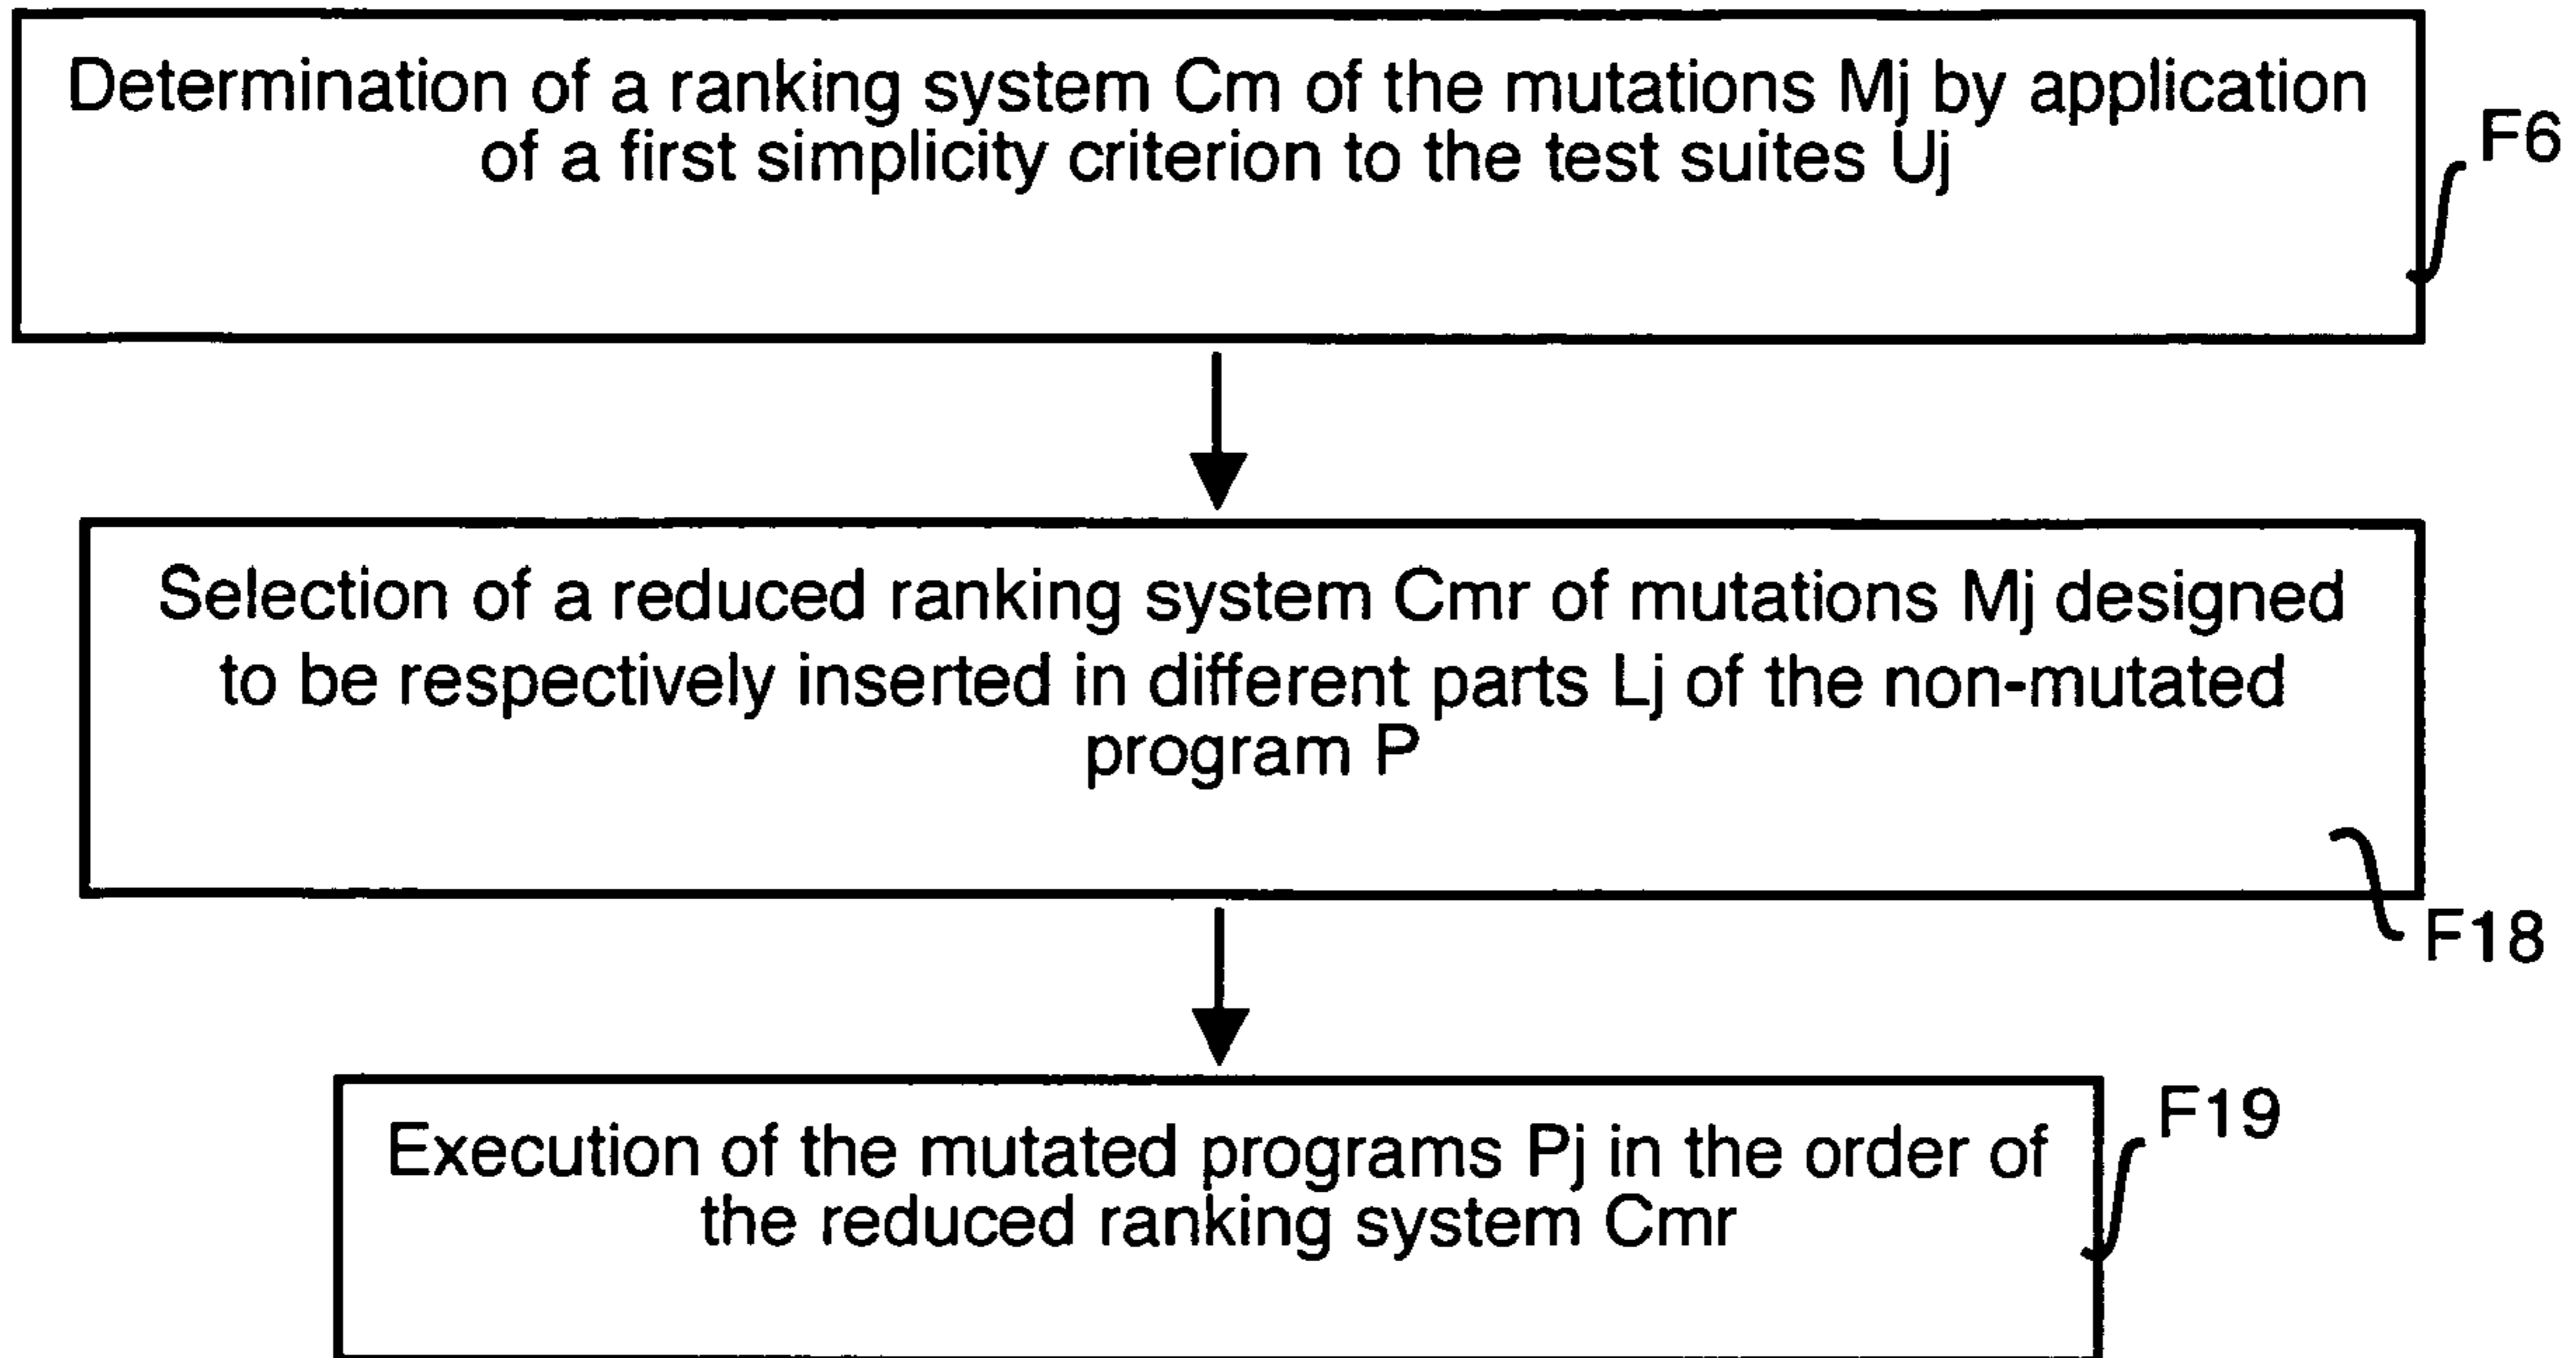 Determination of a ranking system Cm of the mutations Mj by application
of a first simplicity criterion to the test suites Uj
F6
Selection of a reduced ranking system Cmr of mutations Mj designed
to be respectively inserted in different parts Lj of the non-mutated
program P
F18
Execution of the mutated programs Pj in the order of
the reduced ranking system Cmr
F19